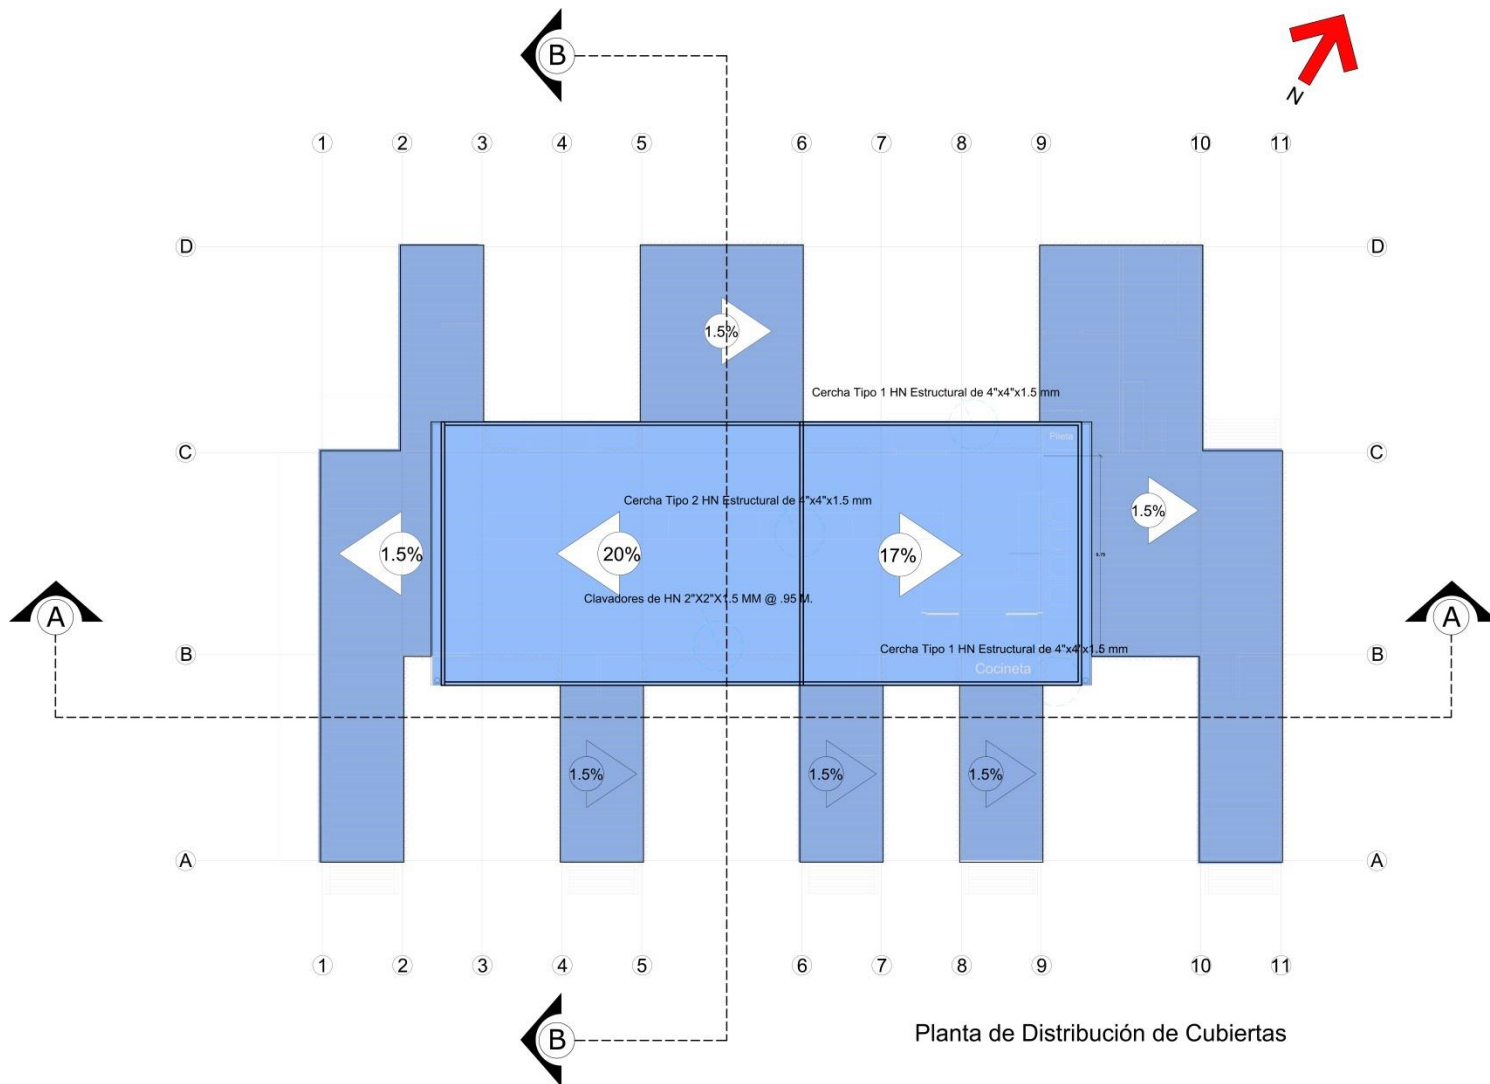 B
N
1 2 3 4 5 6 7 8 9 10 11
D D
1.5%
Cercha Tipo 1 HN Estructural de 4"x4"x1.5 mm
Pileta
C C
Cercha Tipo 2 HN Estructural de 4"x4"x1.5 mm
1.5%
1.5% 20% 17%
Clavadores de HN 2"X2"X1.5 MM @ .95 M.
A A
Cercha Tipo 1 HN Estructural de 4"x4"x1.5 mm
B B
Cocineta
1.5% 1.5% 1.5%
A A
1 2 3 4 5 6 7 8 9 10 11
B
Planta de Distribución de Cubiertas